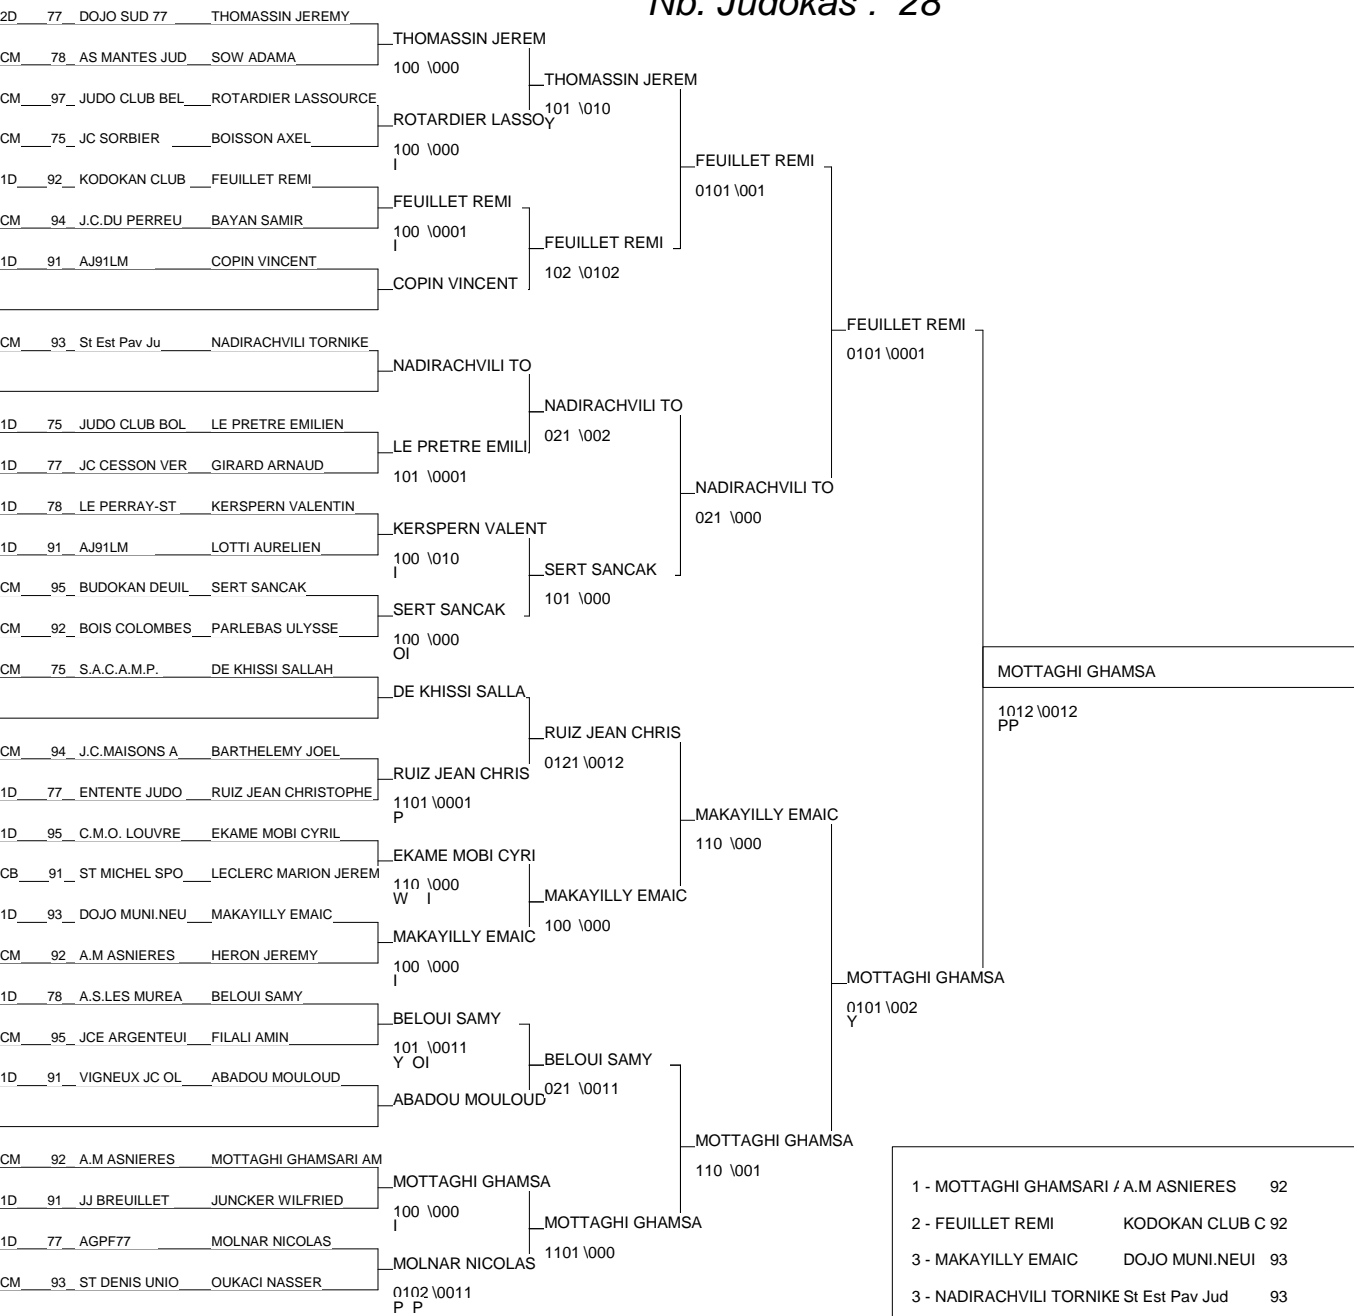 Nb. Judokas : 28
2D 77 DOJO SUD 77 THOMASSIN JEREMY
CM 78 AS MANTES JUD SOW ADAMA
CM 97 JUDO CLUB BEL ROTARDIER LASSOURCE
CM 75 JC SORBIER BOISSON AXEL
1D 92 KODOKAN CLUB FEUILLET REMI
CM 94 J.C.DU PERREU BAYAN SAMIR
1D 91 AJ91LM COPIN VINCENT
CM 93 St Est Pav Ju NADIRACHVILI TORNIKE
1D 75 JUDO CLUB BOL LE PRETRE EMILIEN
1D 77 JC CESSON VER GIRARD ARNAUD
1D 78 LE PERRAY-ST KERSPERN VALENTIN
1D 91 AJ91LM LOTTI AURELIEN
CM 95 BUDOKAN DEUIL SERT SANCAK
CM 92 BOIS COLOMBES PARLEBAS ULYSSE
CM 75 S.A.C.A.M.P. DE KHISSI SALLAH
CM 94 J.C.MAISONS A BARTHELEMY JOEL
1D 77 ENTENTE JUDO RUIZ JEAN CHRISTOPHE
1D 95 C.M.O. LOUVRE EKAME MOBI CYRIL
CB 91 ST MICHEL SPO LECLERC MARION JEREM
1D 93 DOJO MUNI.NEU MAKAYILLY EMAIC
CM 92 A.M ASNIERES HERON JEREMY
1D 78 A.S.LES MUREA BELOUI SAMY
CM 95 JCE ARGENTEUI FILALI AMIN
1D 91 VIGNEUX JC OL ABADOU MOULOUD
CM 92 A.M ASNIERES MOTTAGHI GHAMSARI AM
1D 91 JJ BREUILLET JUNCKER WILFRIED
1D 77 AGPF77 MOLNAR NICOLAS
CM 93 ST DENIS UNIO OUKACI NASSER
THOMASSIN JEREM
100 \000
ROTARDIER LASSO
100 \000
I
FEUILLET REMI
100 \0001
I
COPIN VINCENT
NADIRACHVILI TO
LE PRETRE EMILI
101 \0001
KERSPERN VALENT
100 \010
I
SERT SANCAK
100 \000
OI
DE KHISSI SALLA
RUIZ JEAN CHRIS
1101 \0001
P
EKAME MOBI CYRI
110 \000
W I
MAKAYILLY EMAIC
100 \000
I
BELOUI SAMY
101 \0011
Y OI
ABADOU MOULOUD
MOTTAGHI GHAMSA
100 \000
I
MOLNAR NICOLAS
0102 \0011
P P
THOMASSIN JEREM
101 \010
Y
FEUILLET REMI
102 \0102
NADIRACHVILI TO
021 \002
SERT SANCAK
101 \000
RUIZ JEAN CHRIS
0121 \0012
MAKAYILLY EMAIC
100 \000
BELOUI SAMY
021 \0011
MOTTAGHI GHAMSA
1101 \000
FEUILLET REMI
0101 \001
NADIRACHVILI TO
021 \000
MAKAYILLY EMAIC
110 \000
MOTTAGHI GHAMSA
110 \001
FEUILLET REMI
0101 \0001
MOTTAGHI GHAMSA
0101 \002
Y
MOTTAGHI GHAMSA
1012 \0012
PP
1 - MOTTAGHI GHAMSARI A A.M ASNIERES 92
2 - FEUILLET REMI KODOKAN CLUB C 92
3 - MAKAYILLY EMAIC DOJO MUNI.NEUI 93
3 - NADIRACHVILI TORNIKE St Est Pav Jud 93